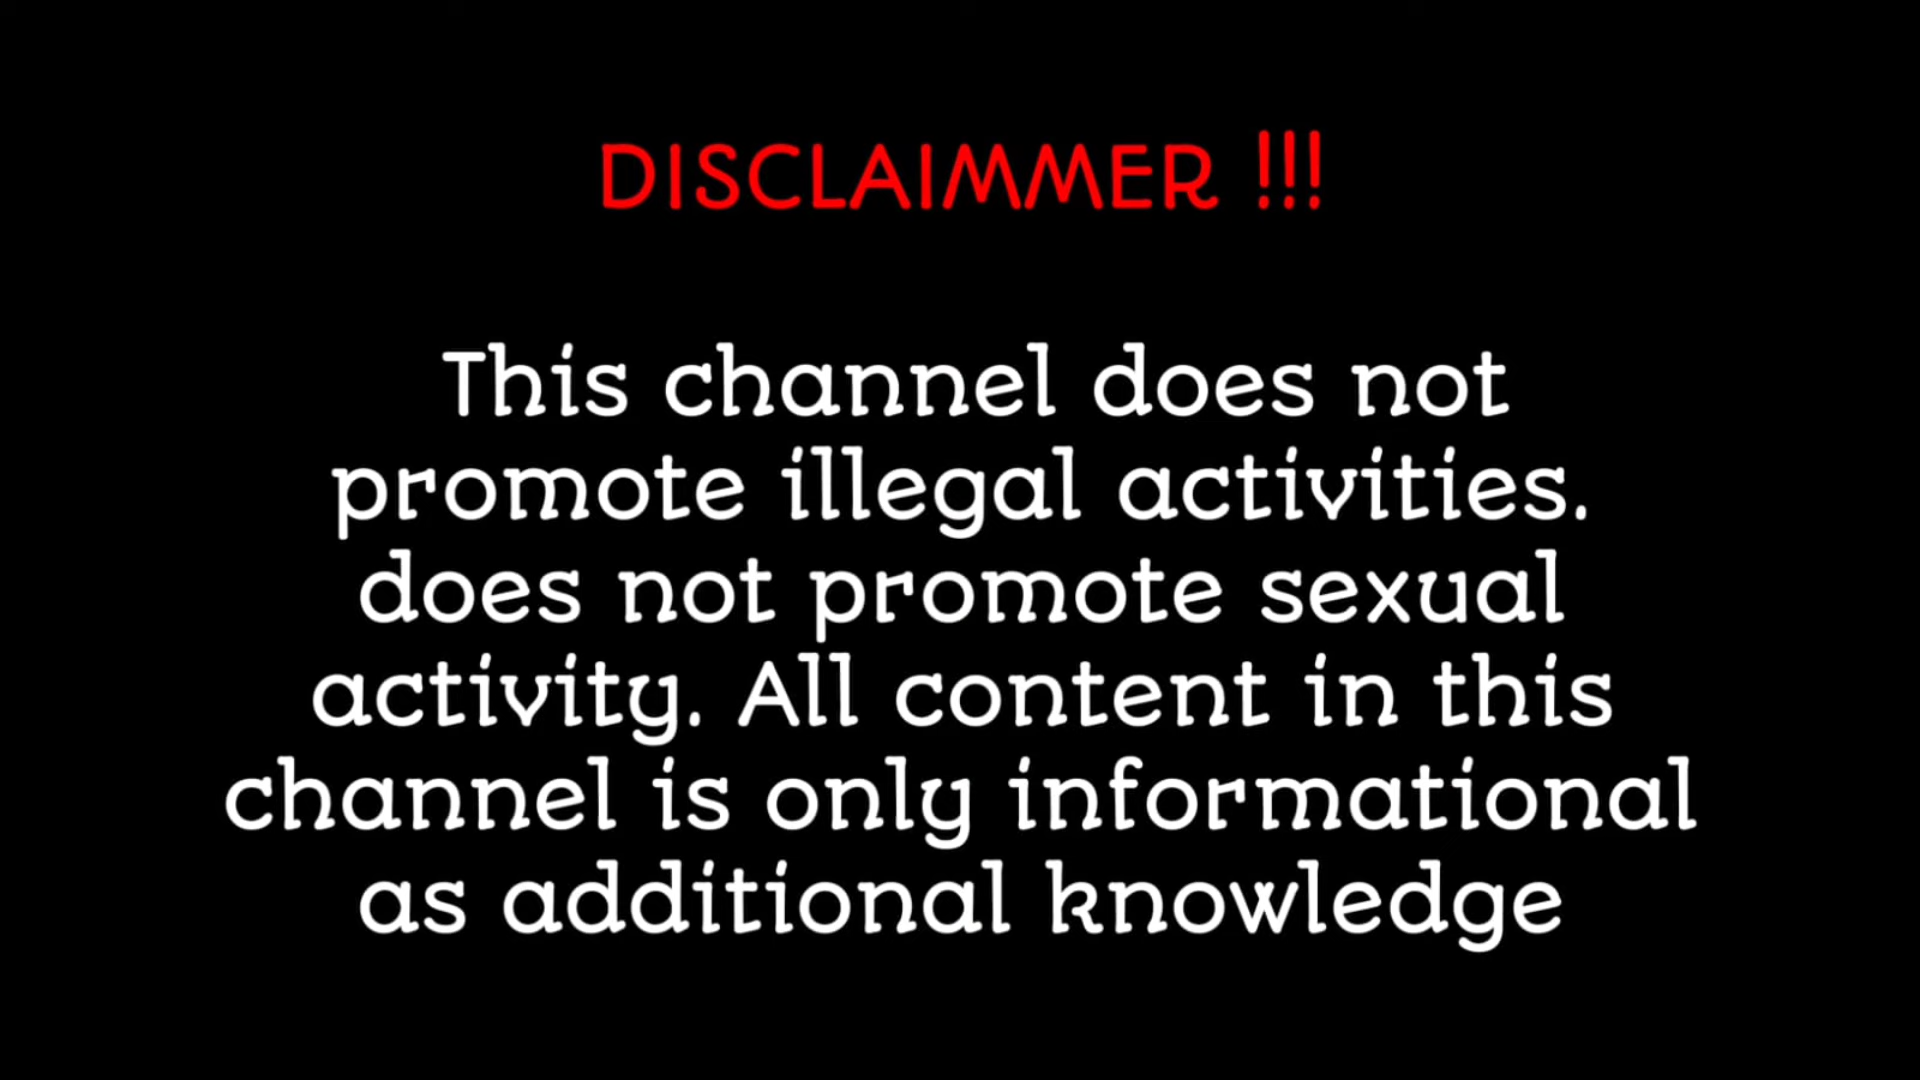 DISCLAIMMER !!!
This channel does not
promote illegal activities.
does not promote sexual
activity. All content in this
channel is only informational
as additional knowledge